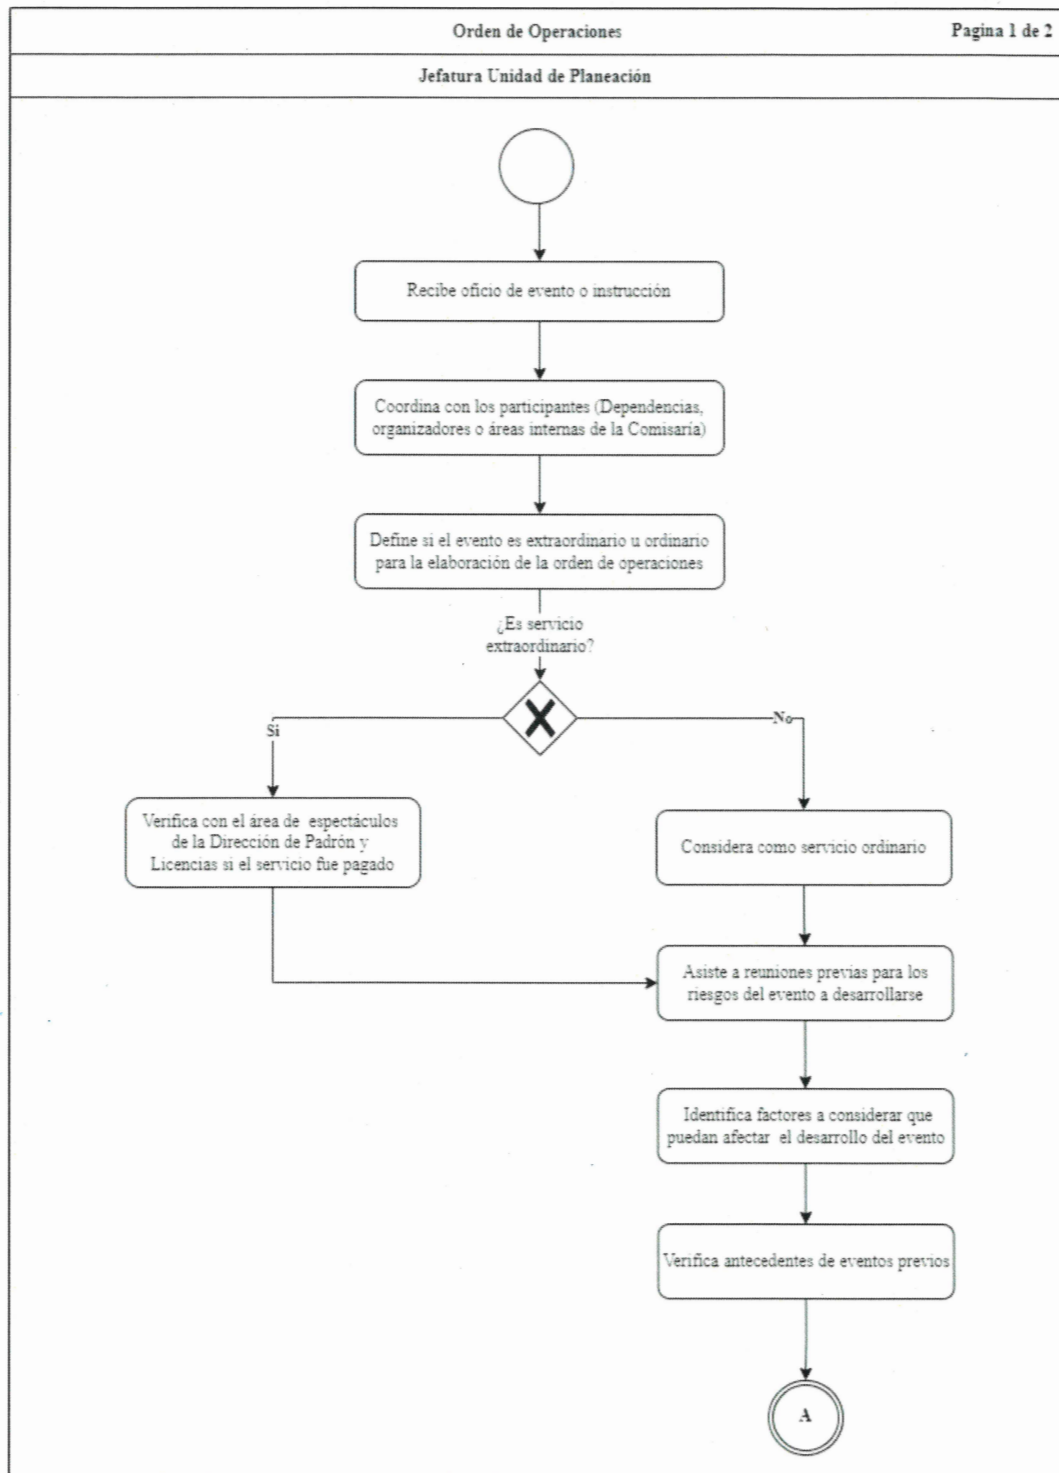 Orden de Operaciones
Pagina 1 de 2
Jefatura Unidad de Planeación
Recibe oficio de evento o instrucción
Coordina con los participantes (Dependencias,
organizadores o áreas internas de la Comisaría)
Define si el evento es extraordinario u ordinario
para la elaboración de la orden de operaciones
¿Es servicio
extraordinario?
Si
No
Verifica con el área de espectáculos
de la Dirección de Padrón y
Licencias si el servicio fue pagado
Considera como servicio ordinario
Asiste a reuniones previas para los
riesgos del evento a desarrollarse
Identifica factores a considerar que
puedan afectar el desarrollo del evento
Verifica antecedentes de eventos previos
A